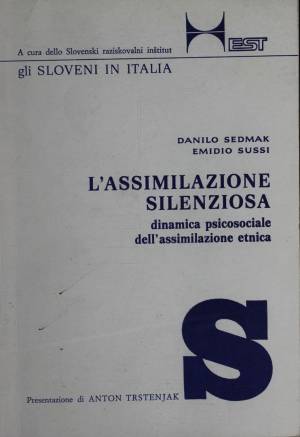 A cura dello Slovenski raziskovalni inštitut
EST
gli SLOVENI IN ITALIA
DANILO SEDMAK
EMIDIO SUSSI
L'ASSIMILAZIONE
SILENZIOSA
dinamica psicosociale
dell'assimilazione etnica
S
Presentazione di ANTON TRSTENJAK